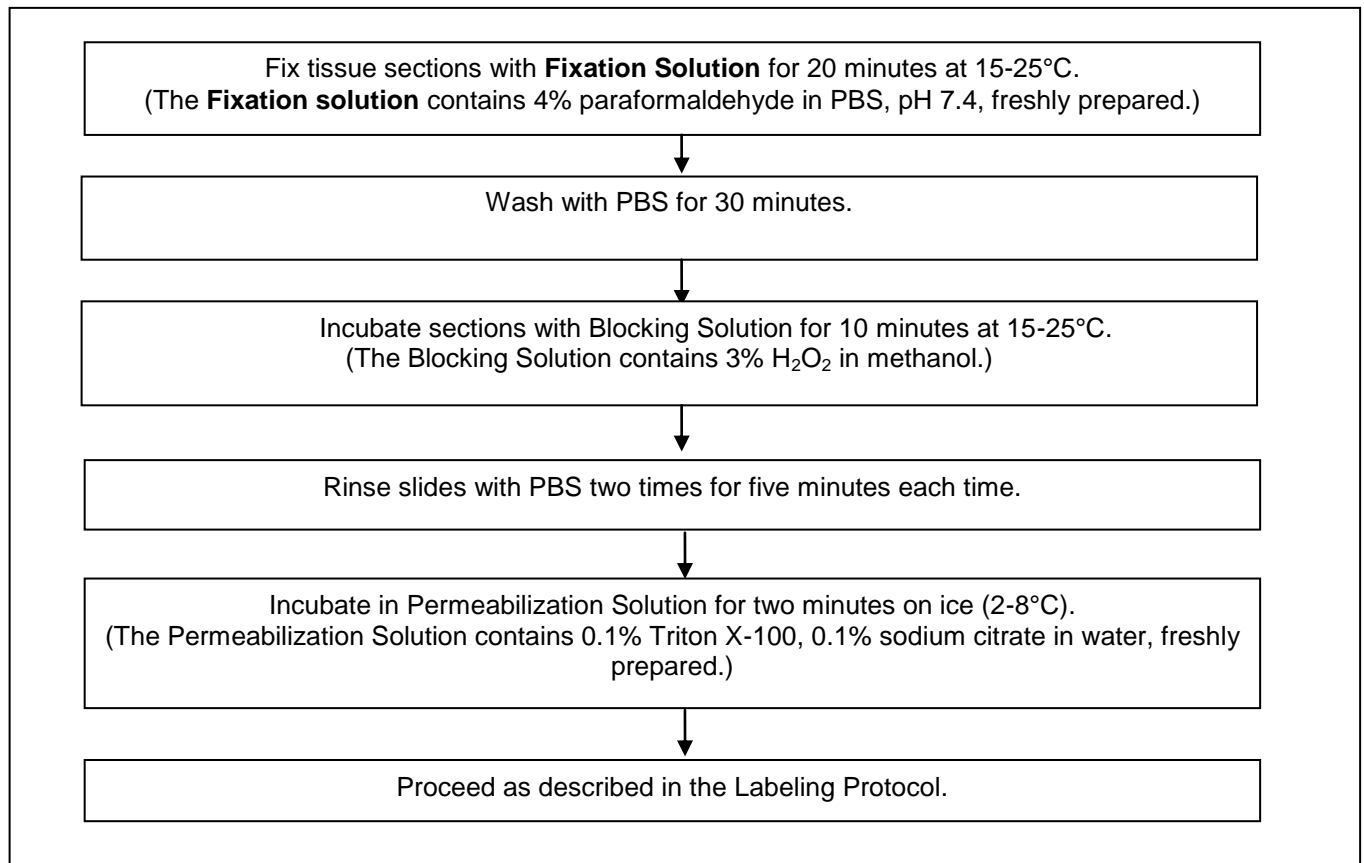 Fix tissue sections with Fixation Solution for 20 minutes at 15-25°C.
(The Fixation solution contains 4% paraformaldehyde in PBS, pH 7.4, freshly prepared.)
Wash with PBS for 30 minutes.
Incubate sections with Blocking Solution for 10 minutes at 15-25°C.
(The Blocking Solution contains 3% H₂O₂ in methanol.)
Rinse slides with PBS two times for five minutes each time.
Incubate in Permeabilization Solution for two minutes on ice (2-8°C).
(The Permeabilization Solution contains 0.1% Triton X-100, 0.1% sodium citrate in water, freshly
prepared.)
Proceed as described in the Labeling Protocol.